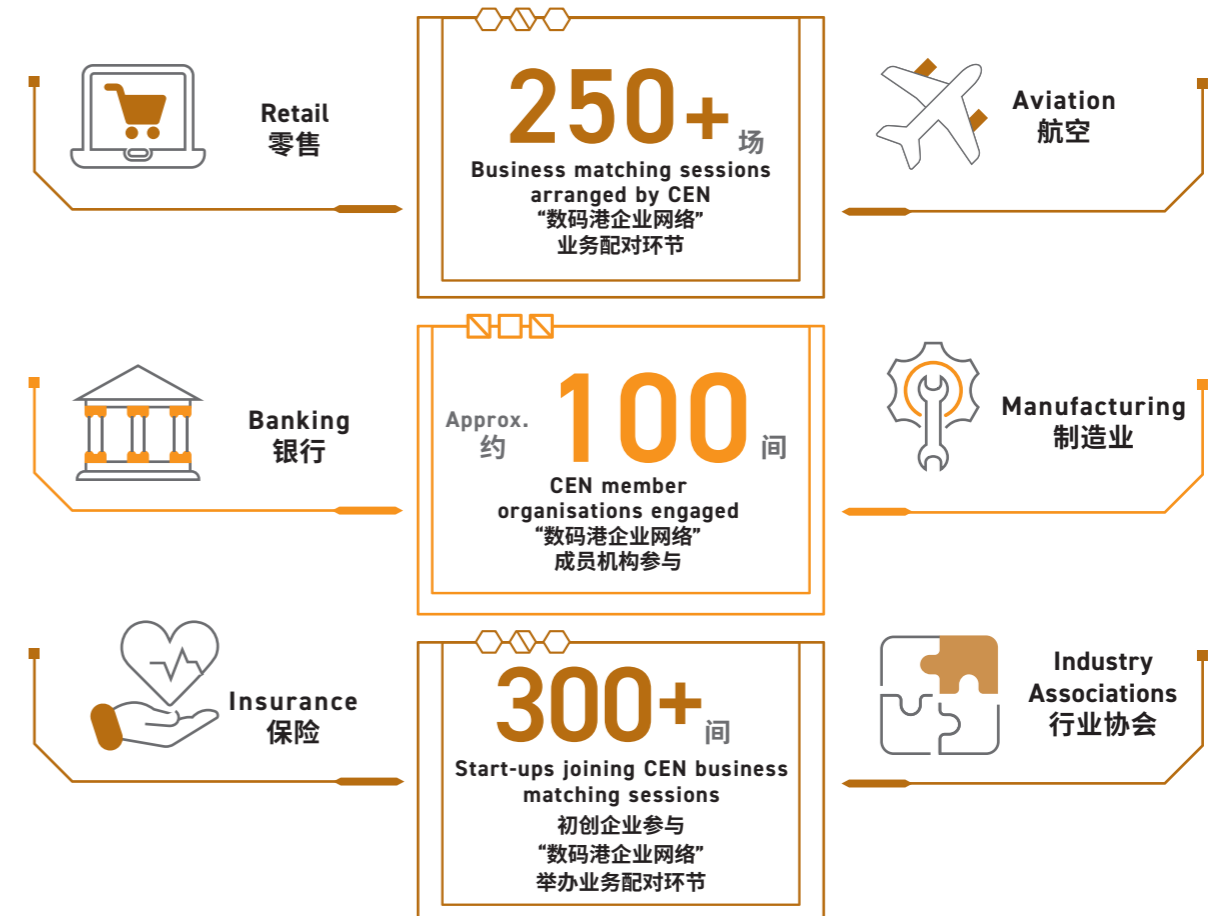 Retail
零售
250+场
Business matching sessions
arranged by CEN
“数码港企业网络”
业务配对环节
Aviation
航空
Banking
银行
Approx.
约
100间
CEN member
organisations engaged
“数码港企业网络”
成员机构参与
Manufacturing
制造业
Insurance
保险
300+间
Start-ups joining CEN business
matching sessions
初创企业参与
“数码港企业网络”
举办业务配对环节
Industry
Associations
行业协会